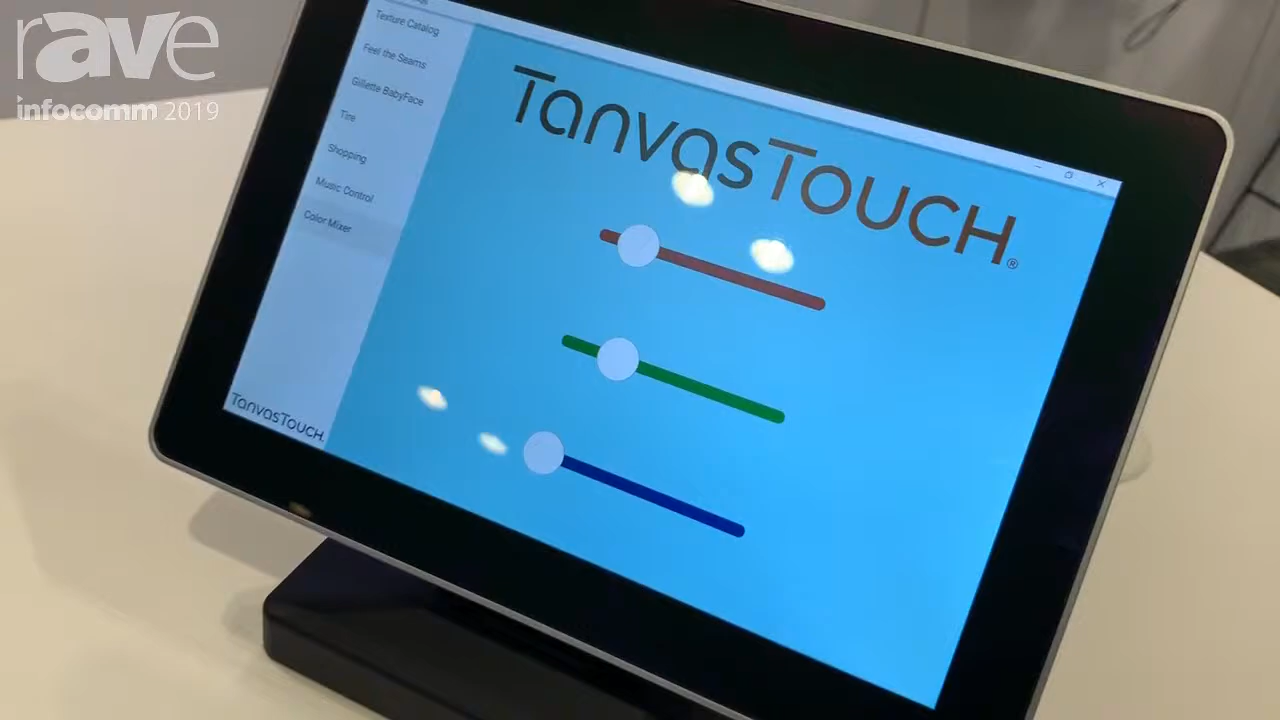 rave
infocomm 2019
Texture Catalog
Feel the Seams
Gillette BabyFace
Tire
Shopping
Music Control
Color Mixer
TanvasTouch
TanvasTouch®